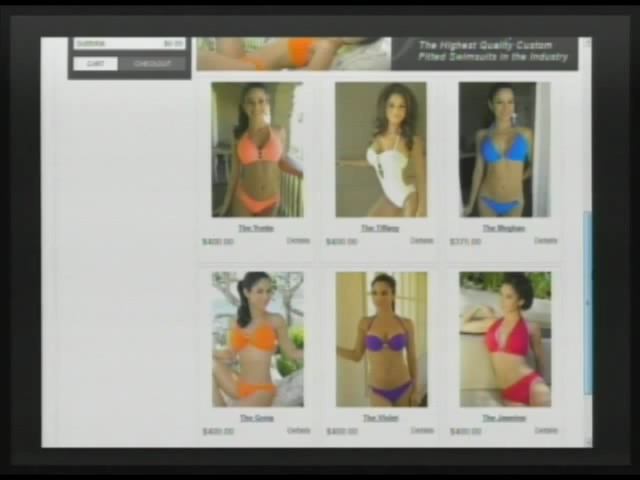 Subtotal $0.00
CART CHECKOUT
The Highest Quality Custom
Fitted Swimsuits in the Industry
The Tiffany
The Meghan
$400.00 Details
$400.00 Details
$375.00 Details
The Violet
The Jasmine
$400.00 Details
$400.00 Details
$400.00 Details